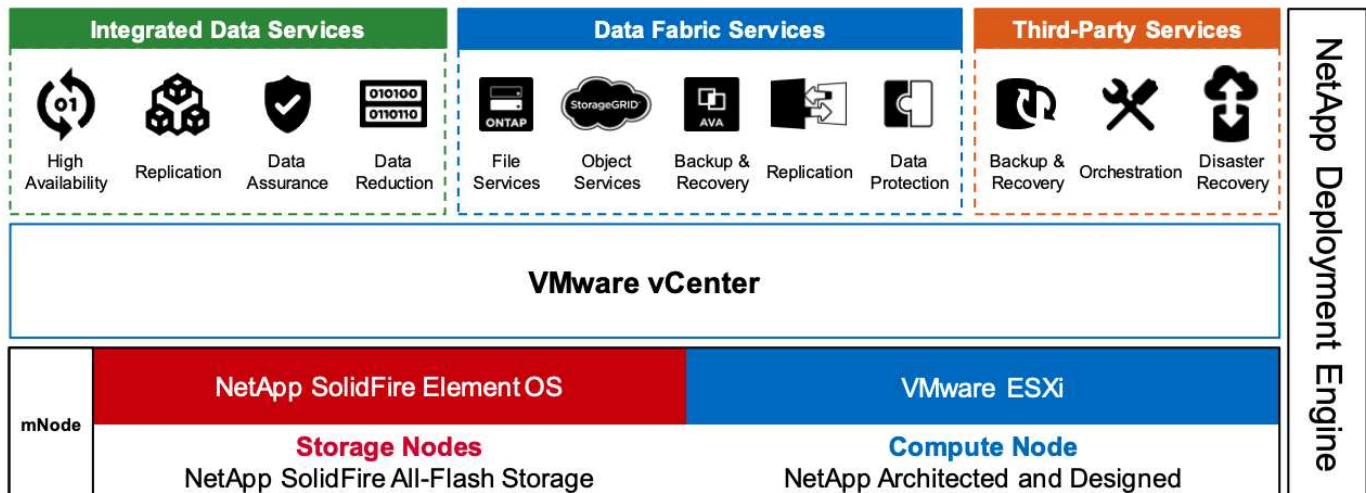 Integrated Data Services
01
High
Availability
Replication
Data
Assurance
010100
0110110
Data
Reduction
Data Fabric Services
ONTAP
File
Services
StorageGRID
Object
Services
AVA
Backup &
Recovery
Replication
Data
Protection
Third-Party Services
Backup &
Recovery
Orchestration
Disaster
Recovery
VMware vCenter
mNode
NetApp SolidFire Element OS
Storage Nodes
NetApp SolidFire All-Flash Storage
VMware ESXi
Compute Node
NetApp Architected and Designed
NetApp Deployment Engine